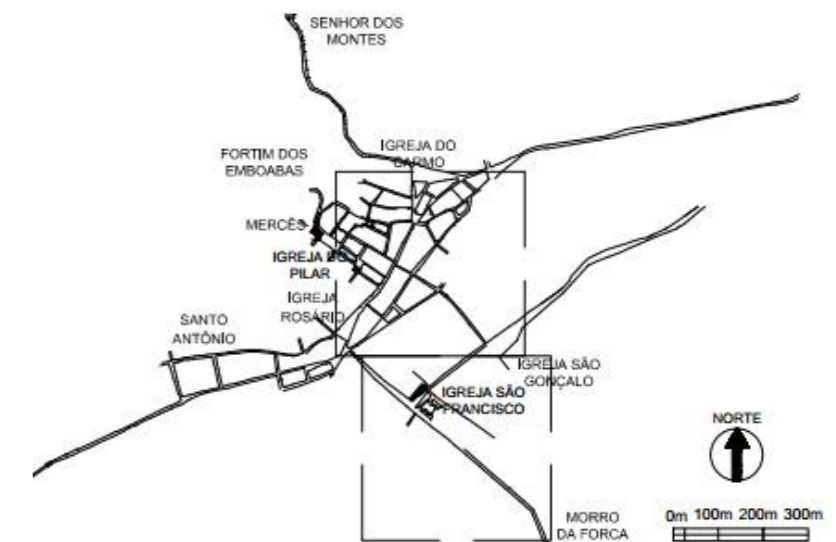 SENHOR DOS
MONTES
IGREJA DO
CARMO
FORTIM DOS
EMBOABAS
MERCÊS
IGREJA DO
PILAR
IGREJA
ROSÁRIO
SANTO
ANTÔNIO
IGREJA SÃO
GONÇALO
IGREJA SÃO
FRANCISCO
NORTE
0m 100m 200m 300m
MORRO
DA FORCA